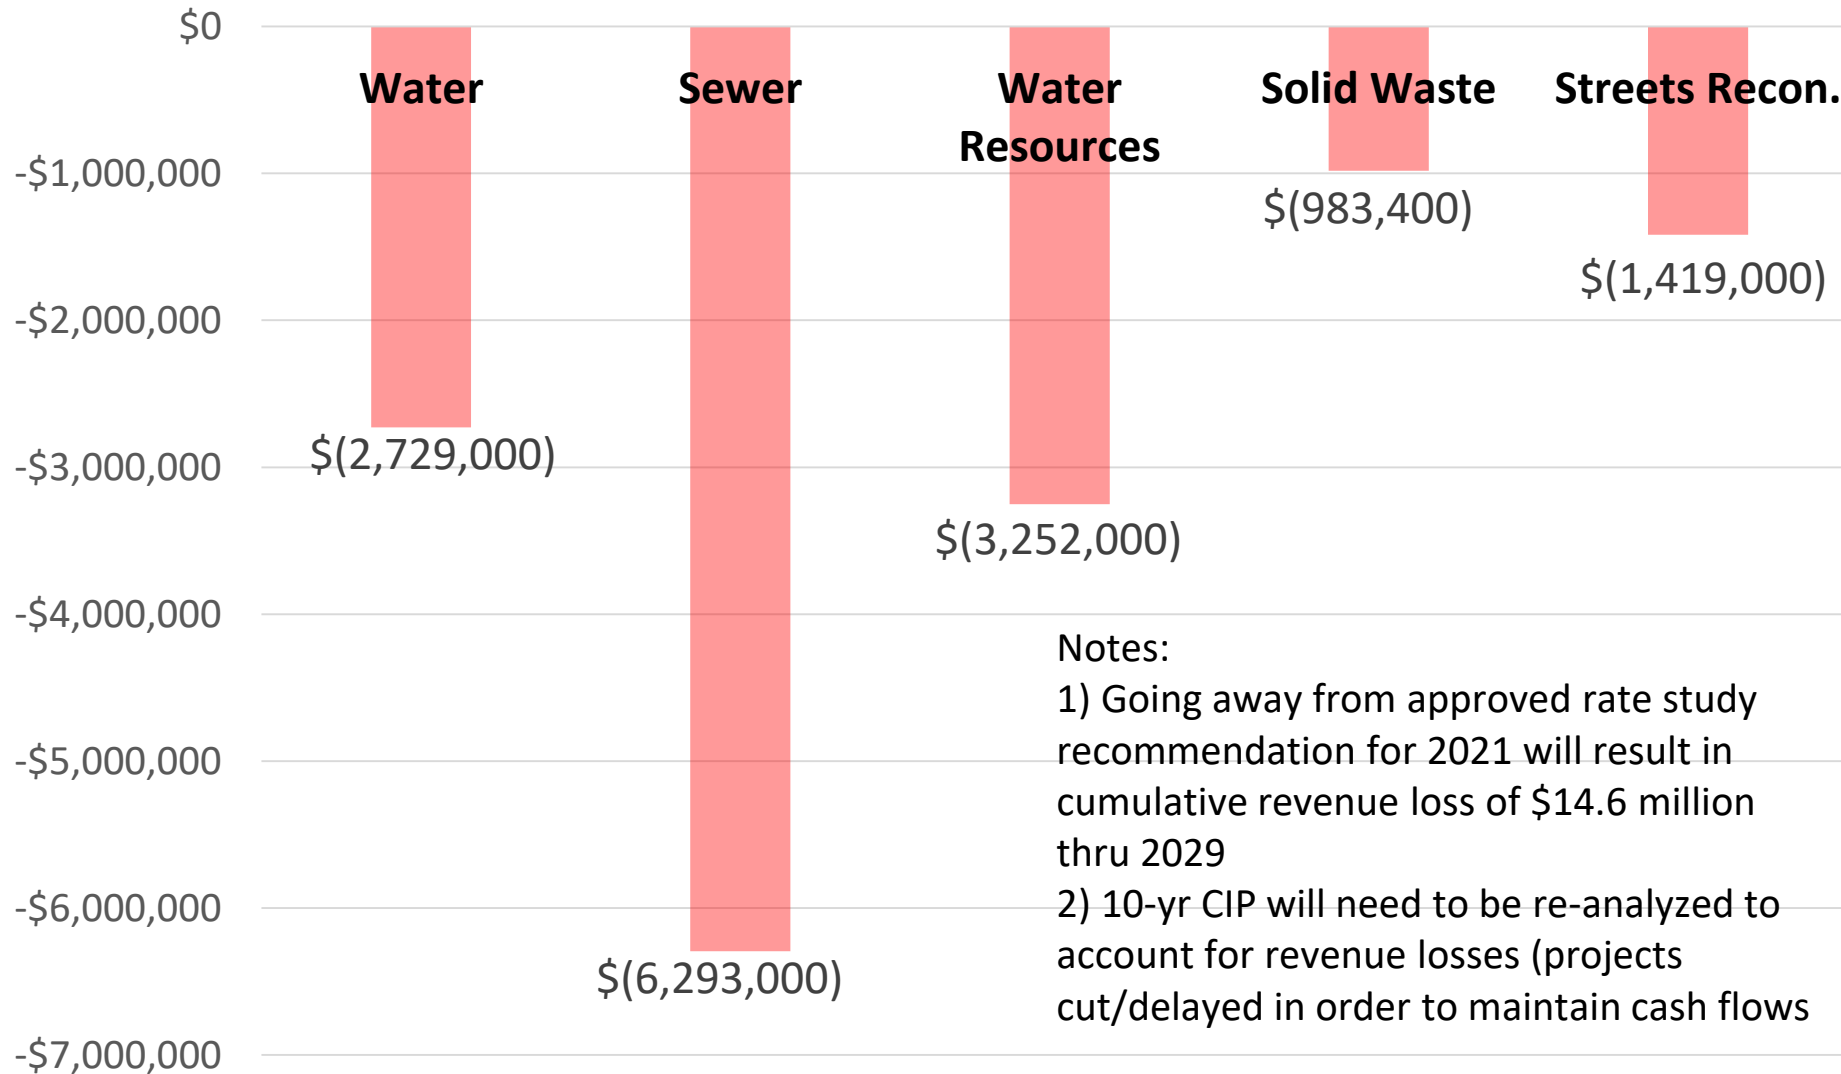 $0
-$1,000,000
-$2,000,000
-$3,000,000
-$4,000,000
-$5,000,000
-$6,000,000
-$7,000,000
Water
Sewer
Water
Resources
Solid Waste
Streets Recon.
$(2,729,000)
$(6,293,000)
$(3,252,000)
$(983,400)
$(1,419,000)
Notes:
1) Going away from approved rate study
recommendation for 2021 will result in
cumulative revenue loss of $14.6 million
thru 2029
2) 10-yr CIP will need to be re-analyzed to
account for revenue losses (projects
cut/delayed in order to maintain cash flows